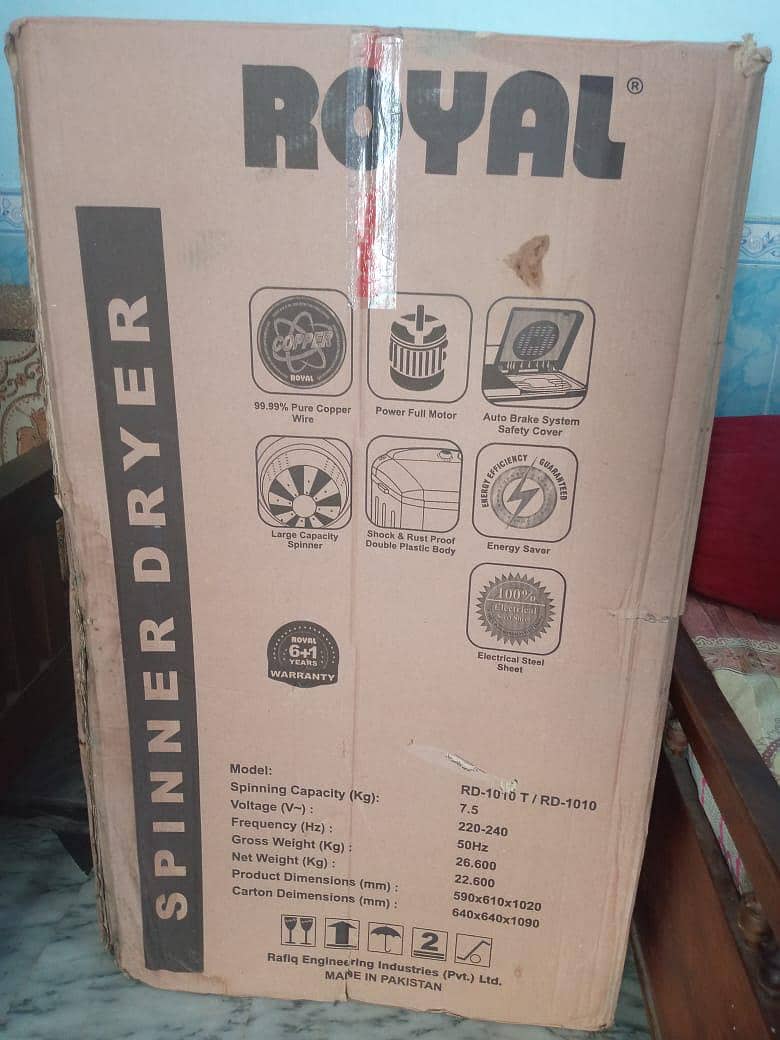 ROYAL®
SPINNER DRYER
COPPER
ROYAL
99.99% Pure Copper
Wire
Power Full Motor
Auto Brake System
Safety Cover
Large Capacity
Spinner
Shock & Rust Proof
Double Plastic Body
ENERGY EFFICIENCY / GUARANTEED
Energy Saver
100%
Electrical
Electrical Steel
Sheet
ROYAL
6+1
YEARS
WARRANTY
Model: RD-1010 T / RD-1010
Spinning Capacity (Kg): 7.5
Voltage (V~) : 220-240
Frequency (Hz) : 50Hz
Gross Weight (Kg) : 26.600
Net Weight (Kg) : 22.600
Product Dimensions (mm) : 590x610x1020
Carton Deimensions (mm) : 640x640x1090
2
Rafiq Engineering Industries (Pvt.) Ltd.
MADE IN PAKISTAN